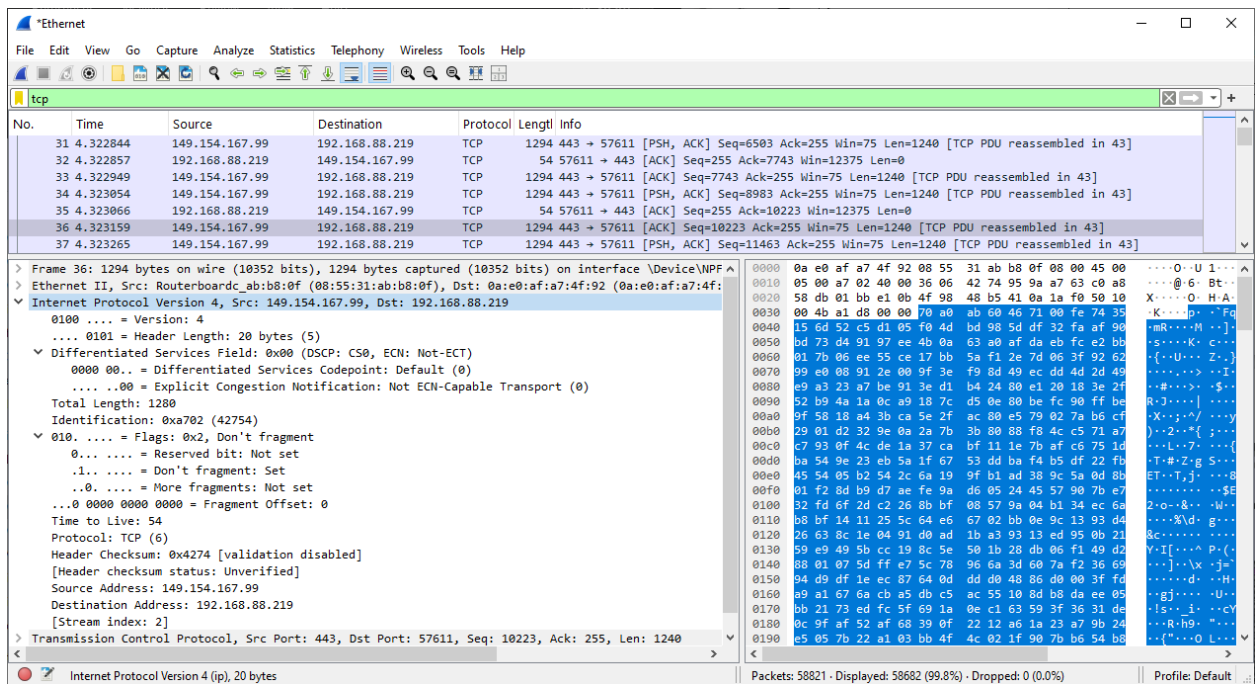 *Ethernet
File Edit View Go Capture Analyze Statistics Telephony Wireless Tools Help
tcp
No. Time Source Destination Protocol Lengtl Info
31 4.322844 149.154.167.99 192.168.88.219 TCP 1294 443 → 57611 [PSH, ACK] Seq=6503 Ack=255 Win=75 Len=1240 [TCP PDU reassembled in 43]
32 4.322857 192.168.88.219 149.154.167.99 TCP 54 57611 → 443 [ACK] Seq=255 Ack=7743 Win=12375 Len=0
33 4.322949 149.154.167.99 192.168.88.219 TCP 1294 443 → 57611 [ACK] Seq=7743 Ack=255 Win=75 Len=1240 [TCP PDU reassembled in 43]
34 4.323054 149.154.167.99 192.168.88.219 TCP 1294 443 → 57611 [PSH, ACK] Seq=8983 Ack=255 Win=75 Len=1240 [TCP PDU reassembled in 43]
35 4.323066 192.168.88.219 149.154.167.99 TCP 54 57611 → 443 [ACK] Seq=255 Ack=10223 Win=12375 Len=0
36 4.323159 149.154.167.99 192.168.88.219 TCP 1294 443 → 57611 [ACK] Seq=10223 Ack=255 Win=75 Len=1240 [TCP PDU reassembled in 43]
37 4.323265 149.154.167.99 192.168.88.219 TCP 1294 443 → 57611 [PSH, ACK] Seq=11463 Ack=255 Win=75 Len=1240 [TCP PDU reassembled in 43]
Frame 36: 1294 bytes on wire (10352 bits), 1294 bytes captured (10352 bits) on interface \Device\NPF
Ethernet II, Src: Routerboardc_ab:b8:0f (08:55:31:ab:b8:0f), Dst: 0a:e0:af:a7:4f:92 (0a:e0:af:a7:4f:
Internet Protocol Version 4, Src: 149.154.167.99, Dst: 192.168.88.219
0100 .... = Version: 4
.... 0101 = Header Length: 20 bytes (5)
Differentiated Services Field: 0x00 (DSCP: CS0, ECN: Not-ECT)
0000 00.. = Differentiated Services Codepoint: Default (0)
.... ..00 = Explicit Congestion Notification: Not ECN-Capable Transport (0)
Total Length: 1280
Identification: 0xa702 (42754)
010. .... = Flags: 0x2, Don't fragment
0... .... = Reserved bit: Not set
.1.. .... = Don't fragment: Set
..0. .... = More fragments: Not set
...0 0000 0000 0000 = Fragment Offset: 0
Time to Live: 54
Protocol: TCP (6)
Header Checksum: 0x4274 [validation disabled]
[Header checksum status: Unverified]
Source Address: 149.154.167.99
Destination Address: 192.168.88.219
[Stream index: 2]
Transmission Control Protocol, Src Port: 443, Dst Port: 57611, Seq: 10223, Ack: 255, Len: 1240
0000 0a e0 af a7 4f 92 08 55 31 ab b8 0f 08 00 45 00 ····O··U 1···
0010 05 00 a7 02 40 00 36 06 42 74 95 9a a7 63 c0 a8 ····@·6· Bt··
0020 58 db 01 bb e1 0b 4f 98 48 b5 41 0a 1a f0 50 10 X·····O· H·A·
0030 00 4b a1 d8 00 00 70 a0 ab 60 46 71 00 fe 74 35 ·K····p· ·`Fq
0040 15 6d 52 c5 d1 05 f0 4d bd 98 5d df 32 fa af 90 ·mR····M ··]·
0050 bd 73 d4 91 97 ee 4b 0a 63 a0 af da eb fc e2 bb ·s····K· c···
0060 01 7b 06 ee 55 ce 17 bb 5a f1 2e 7d 06 3f 92 62 ·{··U··· Z·.}
0070 99 e0 08 91 2e 00 9f 3e f9 8d 49 ec dd 4d 2d 49 ····.··> ··I·
0080 e9 a3 23 a7 be 91 3e d1 b4 24 80 e1 20 18 3e 2f ··#···>· ·$··
0090 52 b9 4a 1a 0c a9 18 7c d5 0e 80 be fc 90 ff be R·J····| ····
00a0 9f 58 18 a4 3b ca 5e 2f ac 80 e5 79 02 7a b6 cf ·X··;·^/ ···y
00b0 29 01 d2 32 9e 0a 2a 7b 3b 80 88 f8 4c c5 71 a7 )··2··*{ ;···
00c0 c7 93 0f 4c de 1a 37 ca bf 11 1e 7b af c6 75 1d ···L··7· ···{
00d0 ba 54 9e 23 eb 5a 1f 67 53 dd ba f4 b5 df 22 fb ·T·#·Z·g S···
00e0 45 54 05 b2 54 2c 6a 19 9f b1 ad 38 9c 5a 0d 8b ET··T,j· ···8
00f0 01 f2 8d b9 d7 ae fe 9a d6 05 24 45 57 90 7b e7 ········ ··$E
0100 32 fd 6f 2d c2 26 8b bf 08 57 9a 04 b1 34 ec 6a 2·o-·&·· ·W··
0110 b8 bf 14 11 25 5c 64 e6 67 02 bb 0e 9c 13 93 d4 ····%\d· g···
0120 26 63 8c 1e 04 91 d0 ad 1b a3 93 13 ed 95 0b 21 &c······ ····
0130 59 e9 49 5b cc 19 8c 5e 50 1b 28 db 06 f1 49 d2 Y·I[···^ P·(·
0140 88 01 07 5d ff e7 5c 78 96 6a 3d 60 7a f2 36 69 ···]··\x ·j=`
0150 94 d9 df 1e ec 87 64 0d dd d0 48 86 d0 00 3f fd ······d· ··H·
0160 a9 a1 67 6a cb a5 db c5 ac 55 10 8d b8 da ee 05 ··gj···· ·U··
0170 bb 21 73 ed fc 5f 69 1a 0e c1 63 59 3f 36 31 de ·!s··_i· ··cY
0180 0c 9f af 52 af 68 39 0f 22 12 a6 1a 23 a7 9b 24 ···R·h9· "···
0190 e5 05 7b 22 a1 03 bb 4f 4c 02 1f 90 7b b6 54 b8 ··{"···O L···
Internet Protocol Version 4 (ip), 20 bytes
Packets: 58821 · Displayed: 58682 (99.8%) · Dropped: 0 (0.0%)
Profile: Default